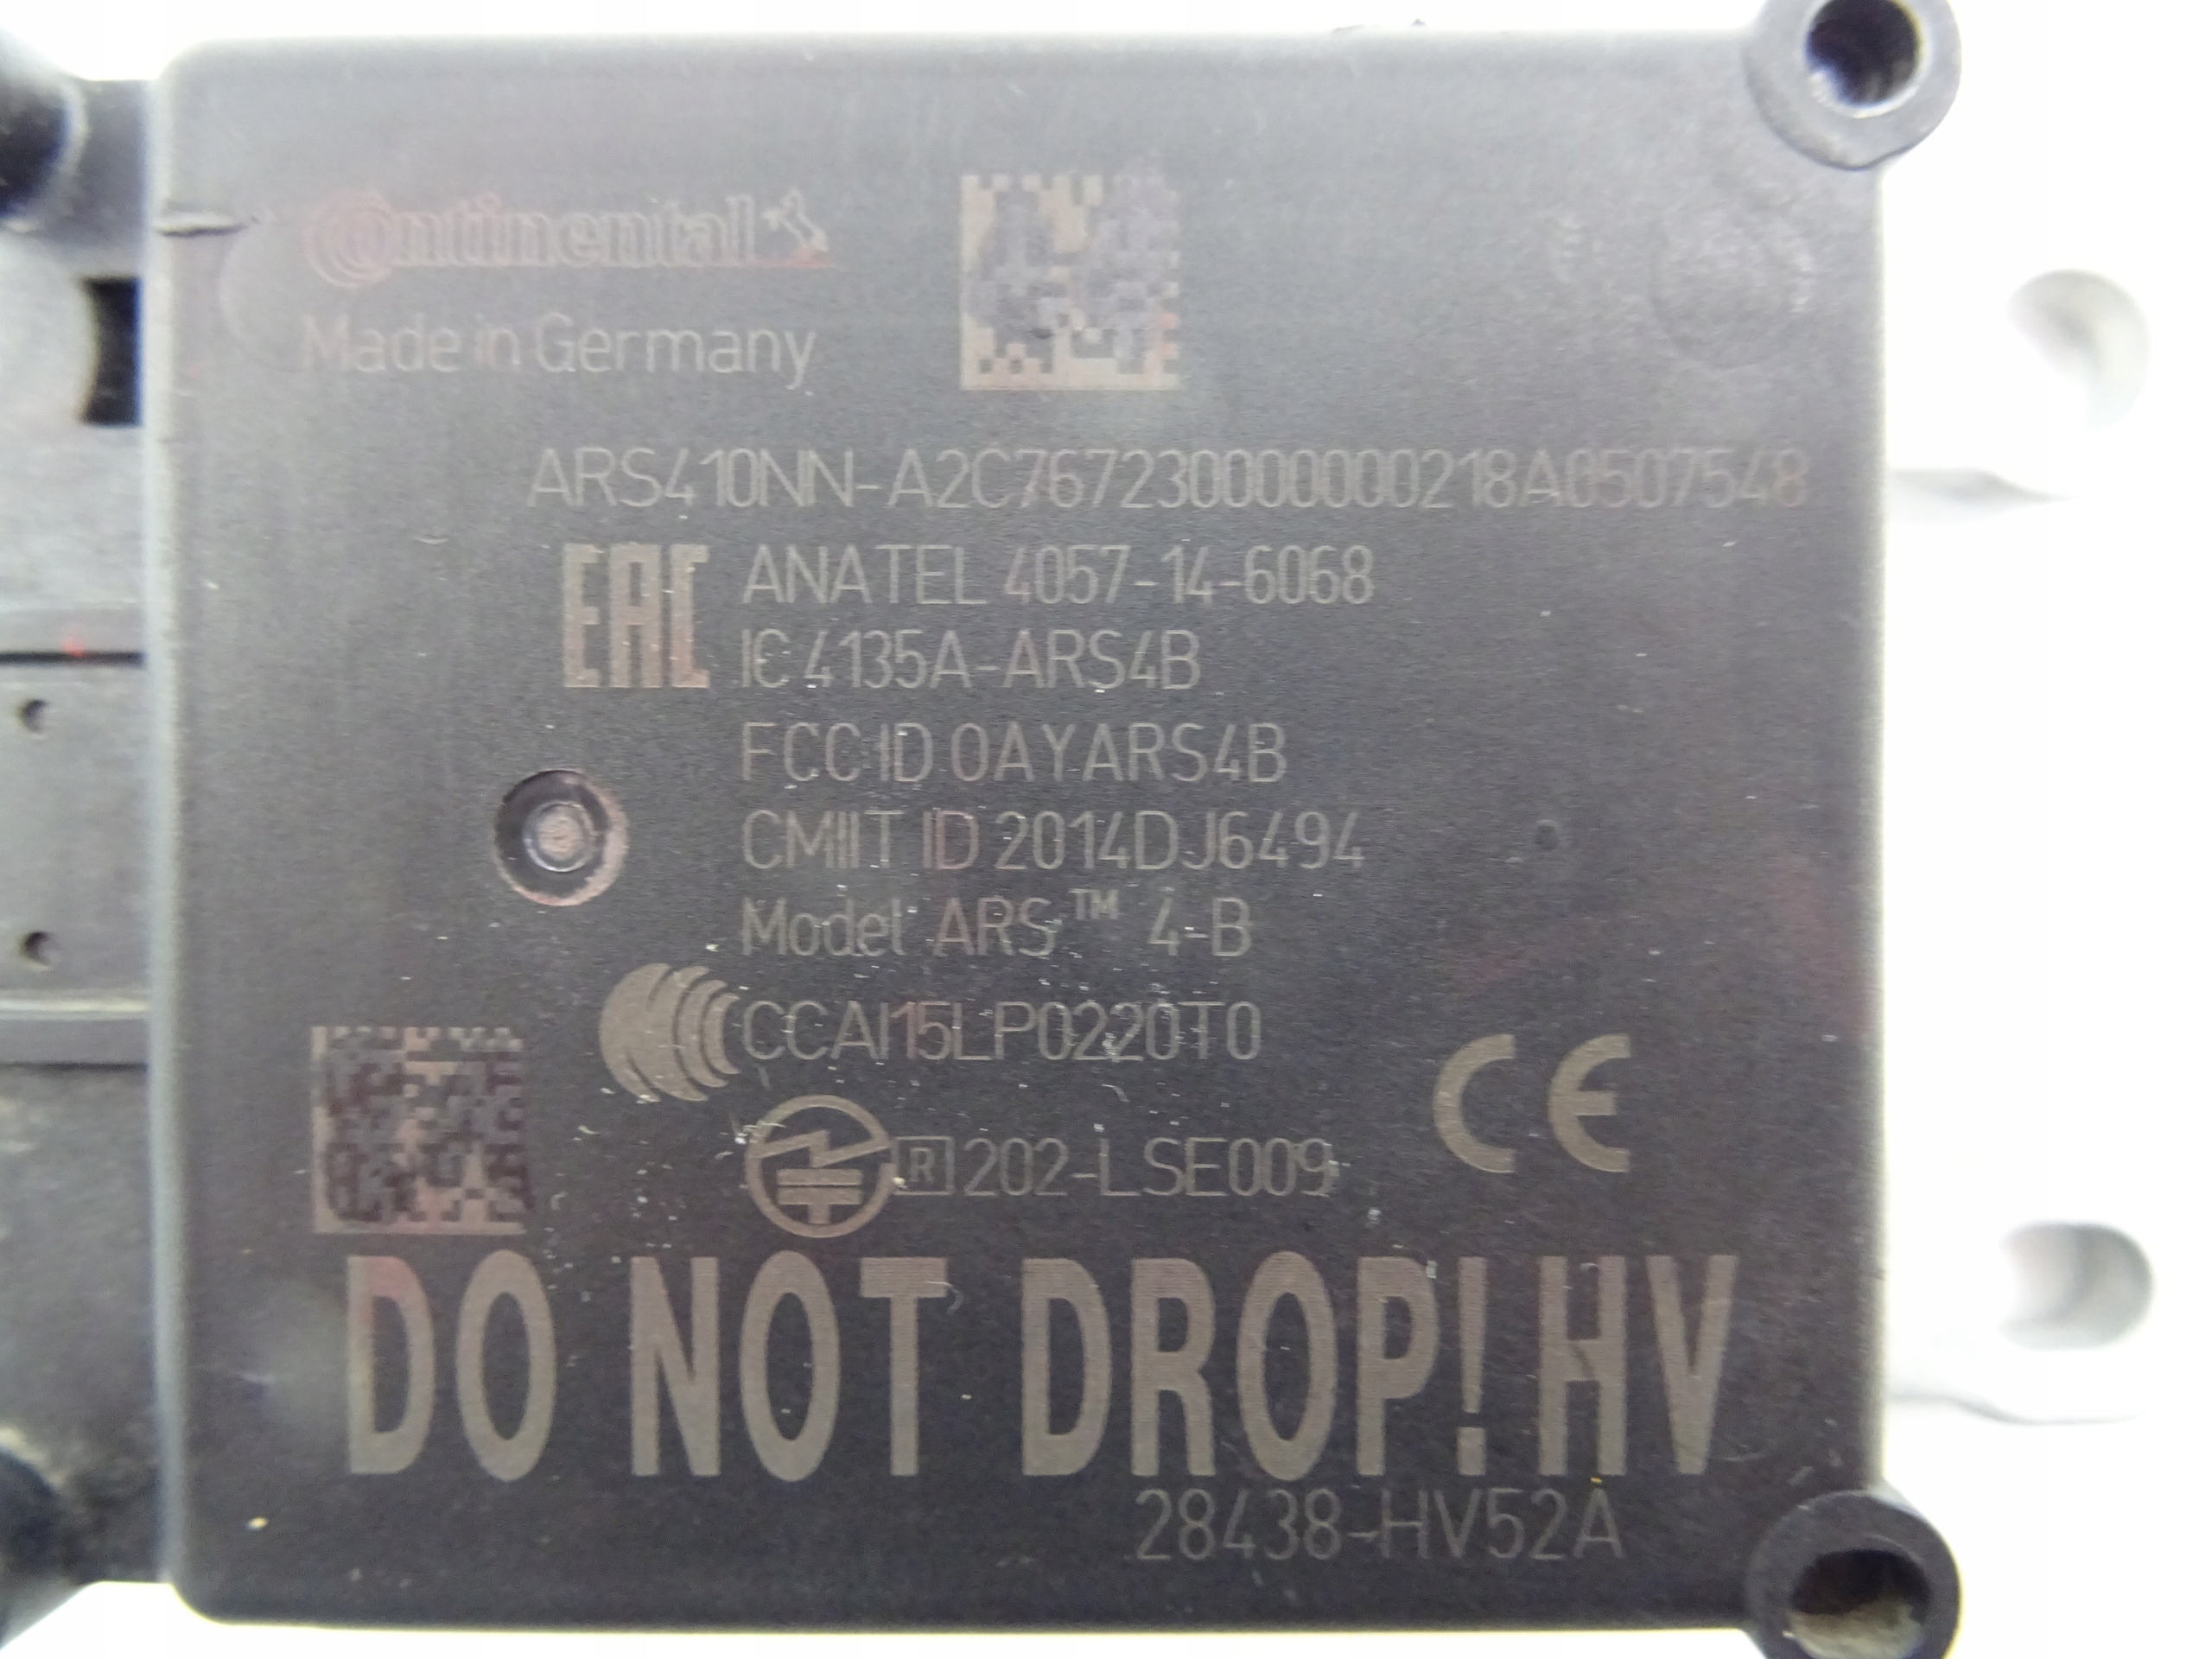 Continental
Made in Germany
ARS410NN-A2C7672300000000218A0507548
EAC
ANATEL 4057-14-6068
IC 4135A-ARS4B
FCC ID OAYARS4B
CMIIT ID 2014DJ6494
Model ARS™ 4-B
CCAI15LP0220T0
R 202-LSE009
CE
DO NOT DROP! HV
28438-HV52A